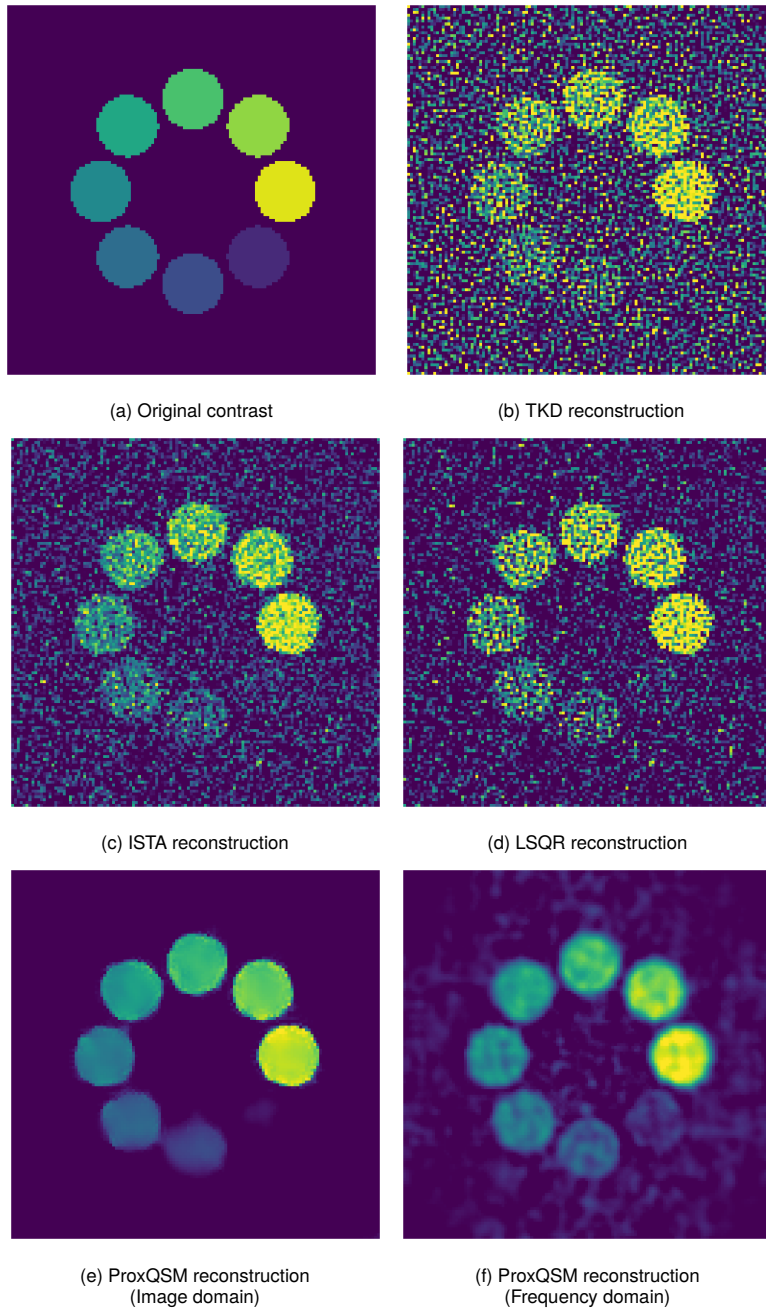 (a) Original contrast
(b) TKD reconstruction
(c) ISTA reconstruction
(d) LSQR reconstruction
(e) ProxQSM reconstruction
(Image domain)
(f) ProxQSM reconstruction
(Frequency domain)